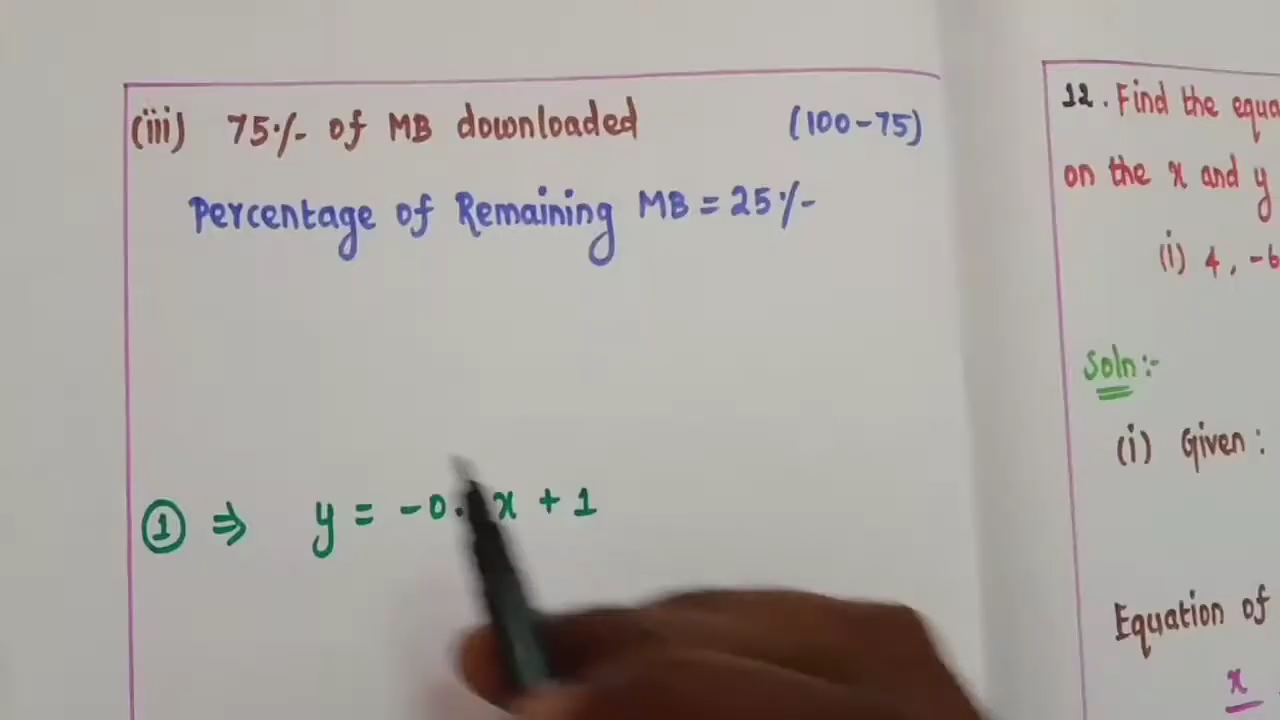 (iii) 75% of MB downloaded (100-75)
Percentage of Remaining MB = 25%
① ⇒ y = -0. x + 1
12. Find the
on the x and y
(i) 4, -6
Soln:-
(i) Given:
Equation of
x